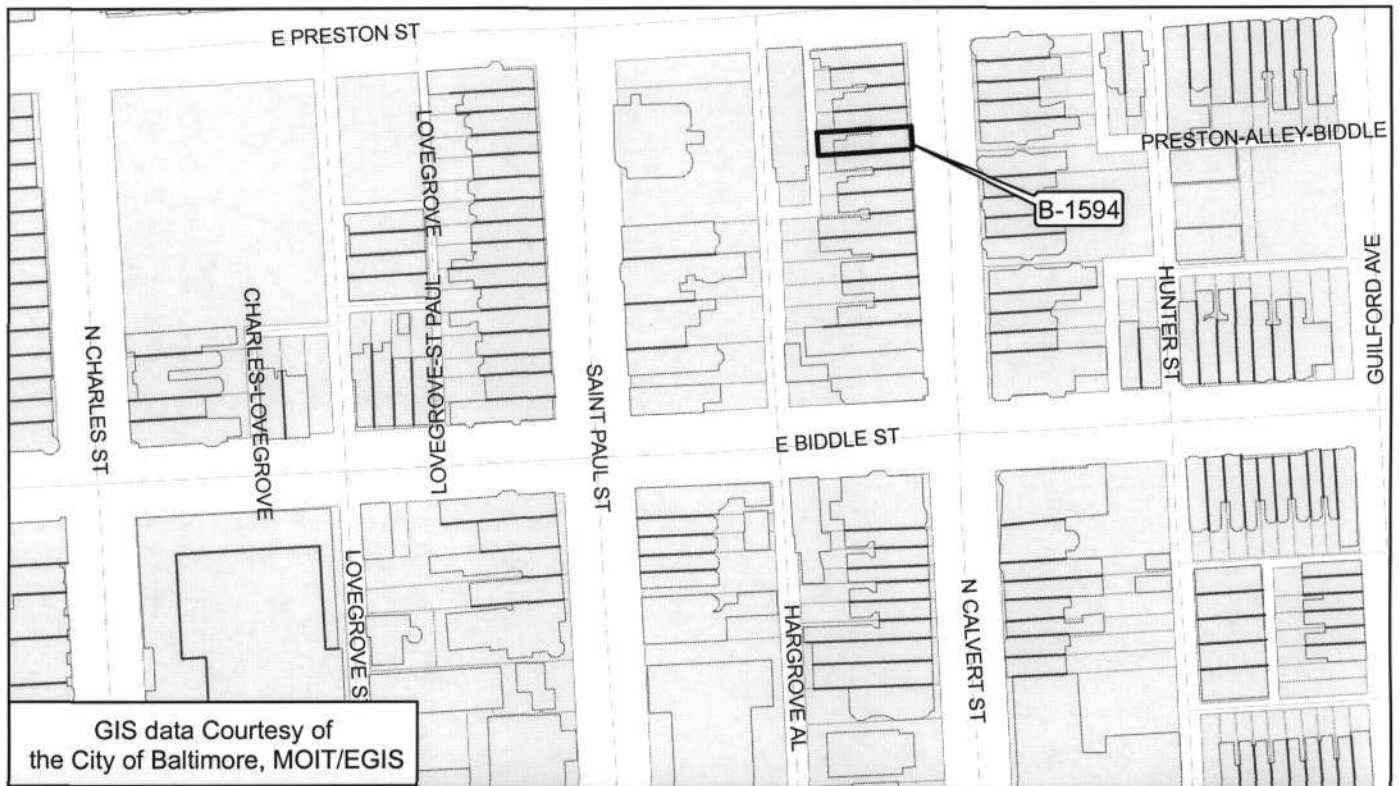 E PRESTON ST
LOVEGROVE
PRESTON-ALLEY-BIDDLE
B-1594
LOVEGROVE-ST PAUL
HUNTER ST
CHARLES-LOVEGROVE
GUILFORD AVE
N CHARLES ST
SAINT PAUL ST
E BIDDLE ST
LOVEGROVE S
HARGROVE AL
N CALVERT ST
GIS data Courtesy of
the City of Baltimore, MOIT/EGIS